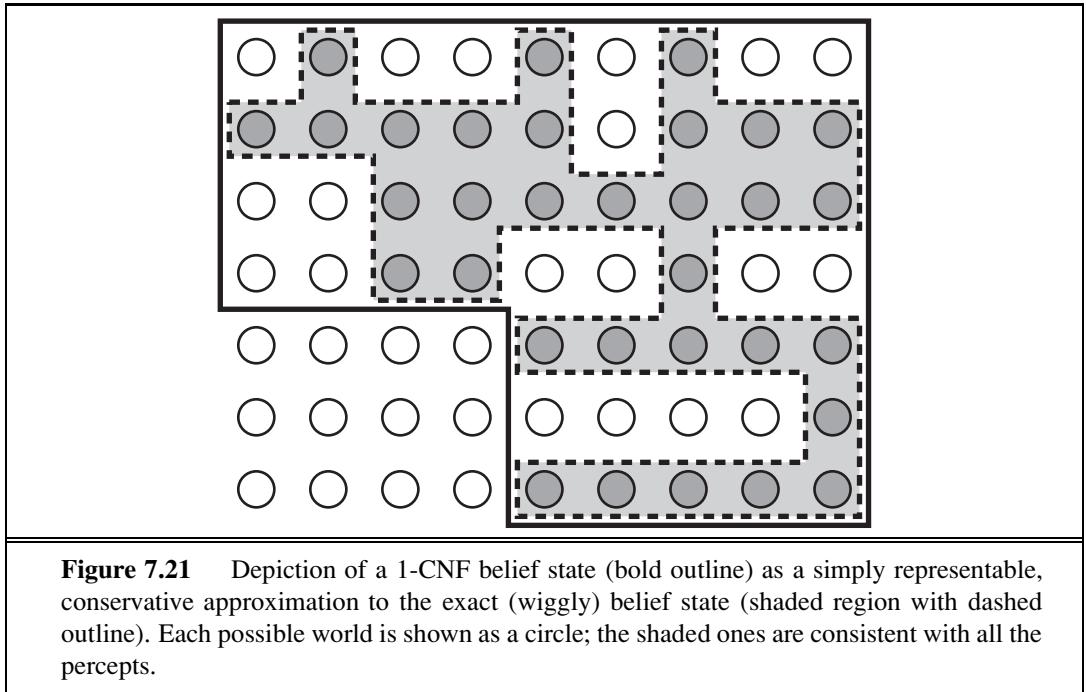 Figure 7.21 Depiction of a 1-CNF belief state (bold outline) as a simply representable,
conservative approximation to the exact (wiggly) belief state (shaded region with dashed
outline). Each possible world is shown as a circle; the shaded ones are consistent with all the
percepts.